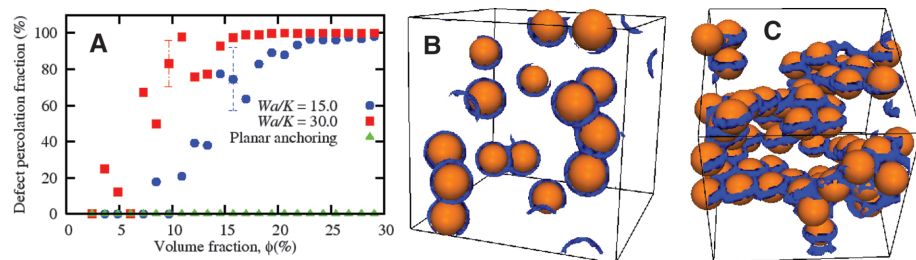 A
B
C
100
80
60
40
20
0
Defect percolation fraction (%)
Wa/K = 15.0
Wa/K = 30.0
Planar anchoring
0 5 10 15 20 25 30
Volume fraction, ϕ(%)